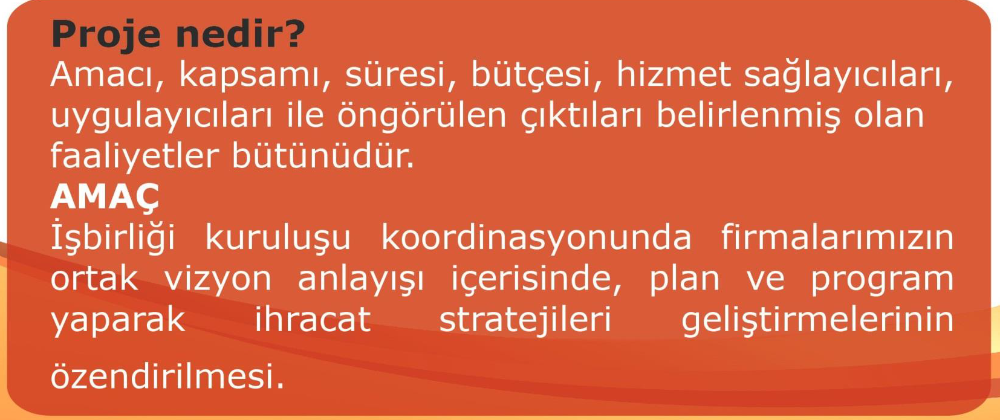 Proje nedir?
Amacı, kapsamı, süresi, bütçesi, hizmet sağlayıcıları,
uygulayıcıları ile öngörülen çıktıları belirlenmiş olan
faaliyetler bütünüdür.
AMAÇ
İşbirliği kuruluşu koordinasyonunda firmalarımızın
ortak vizyon anlayışı içerisinde, plan ve program
yaparak ihracat stratejileri geliştirmelerinin
özendirilmesi.